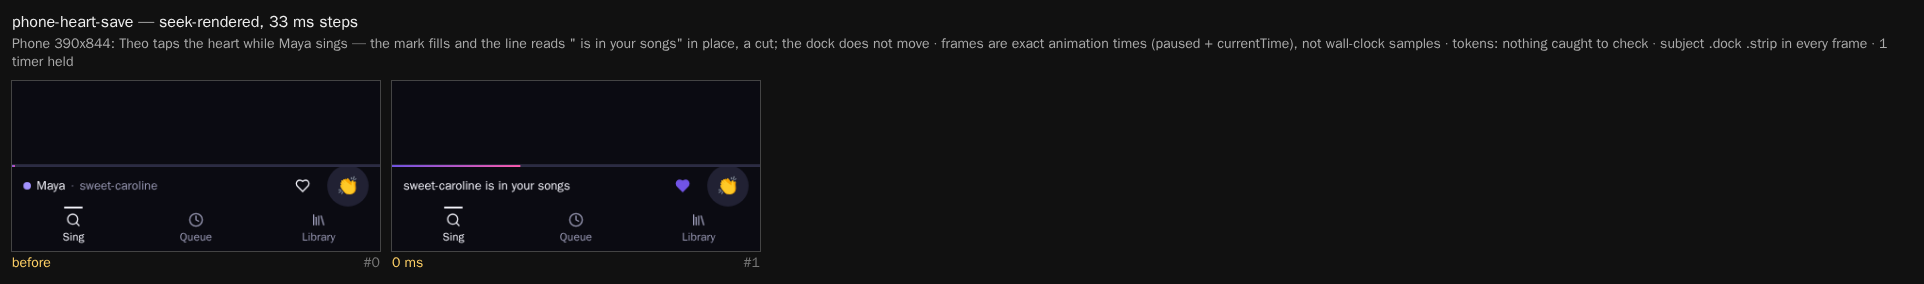 phone-heart-save — seek-rendered, 33 ms steps
Phone 390x844: Theo taps the heart while Maya sings — the mark fills and the line reads " is in your songs" in place, a cut; the dock does not move · frames are exact animation times (paused + currentTime), not wall-clock samples · tokens: nothing caught to check · subject .dock .strip in every frame · 1
timer held
Maya · sweet-caroline
Sing Queue Library
before #0
sweet-caroline is in your songs
Sing Queue Library
0 ms #1